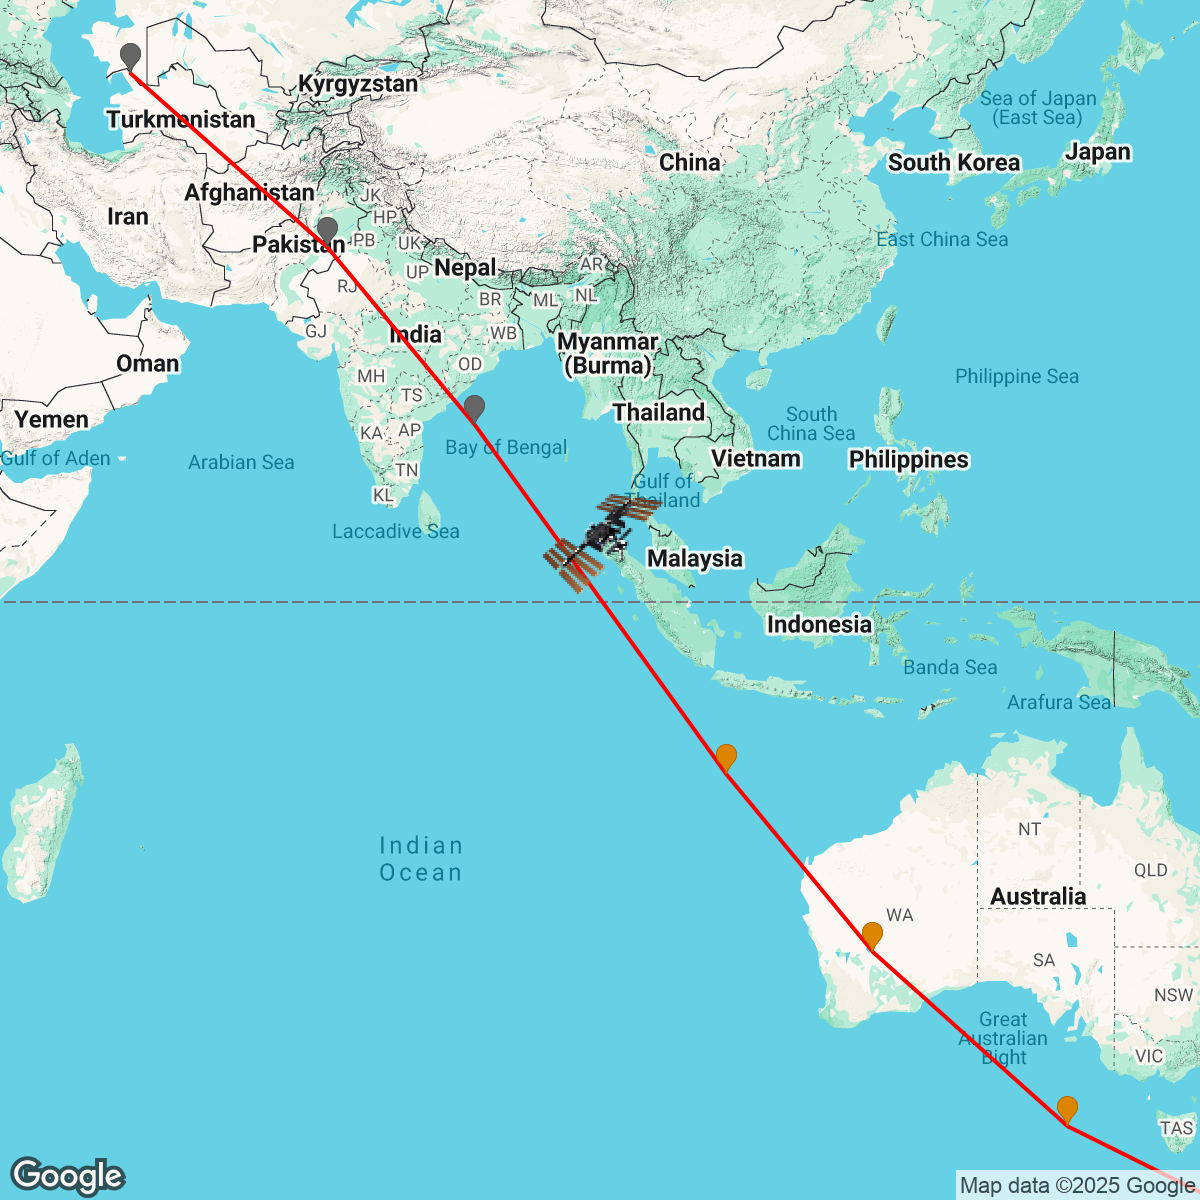 Kyrgyzstan
Sea of Japan
(East Sea)
Turkmenistan
China
South Korea
Japan
Afghanistan
JK
Iran
HP
Pakistan
PB
UK
East China Sea
Nepal
UP
AR
RJ
BR
ML
NL
GJ
India
WB
Myanmar
(Burma)
Oman
OD
MH
Philippine Sea
TS
Yemen
Thailand
South
China Sea
KA
AP
Bay of Bengal
Gulf of Aden
Arabian Sea
TN
Vietnam
Philippines
KL
Gulf of
Thailand
Laccadive Sea
Malaysia
Indonesia
Banda Sea
Arafura Sea
NT
Indian
Ocean
QLD
Australia
WA
SA
NSW
Great
Australian
Bight
VIC
TAS
Google
Map data ©2025 Google